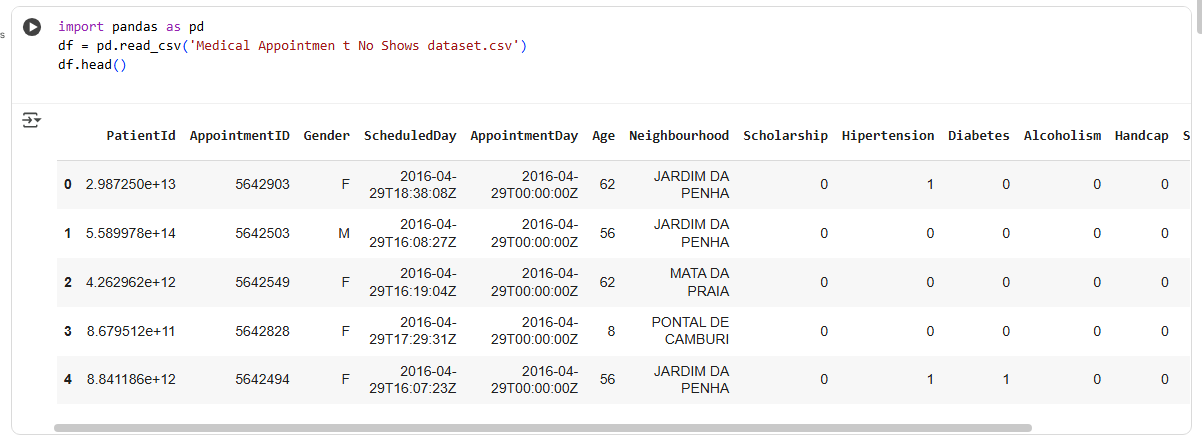 s
import pandas as pd
df = pd.read_csv('Medical Appointmen t No Shows dataset.csv')
df.head()
PatientId AppointmentID Gender ScheduledDay AppointmentDay Age Neighbourhood Scholarship Hipertension Diabetes Alcoholism Handcap S
0 2.987250e+13 5642903 F 2016-04- 2016-04- 62 JARDIM DA 0 1 0 0 0
29T18:38:08Z 29T00:00:00Z PENHA
1 5.589978e+14 5642503 M 2016-04- 2016-04- 56 JARDIM DA 0 0 0 0 0
29T16:08:27Z 29T00:00:00Z PENHA
2 4.262962e+12 5642549 F 2016-04- 2016-04- 62 MATA DA 0 0 0 0 0
29T16:19:04Z 29T00:00:00Z PRAIA
3 8.679512e+11 5642828 F 2016-04- 2016-04- 8 PONTAL DE 0 0 0 0 0
29T17:29:31Z 29T00:00:00Z CAMBURI
4 8.841186e+12 5642494 F 2016-04- 2016-04- 56 JARDIM DA 0 1 1 0 0
29T16:07:23Z 29T00:00:00Z PENHA